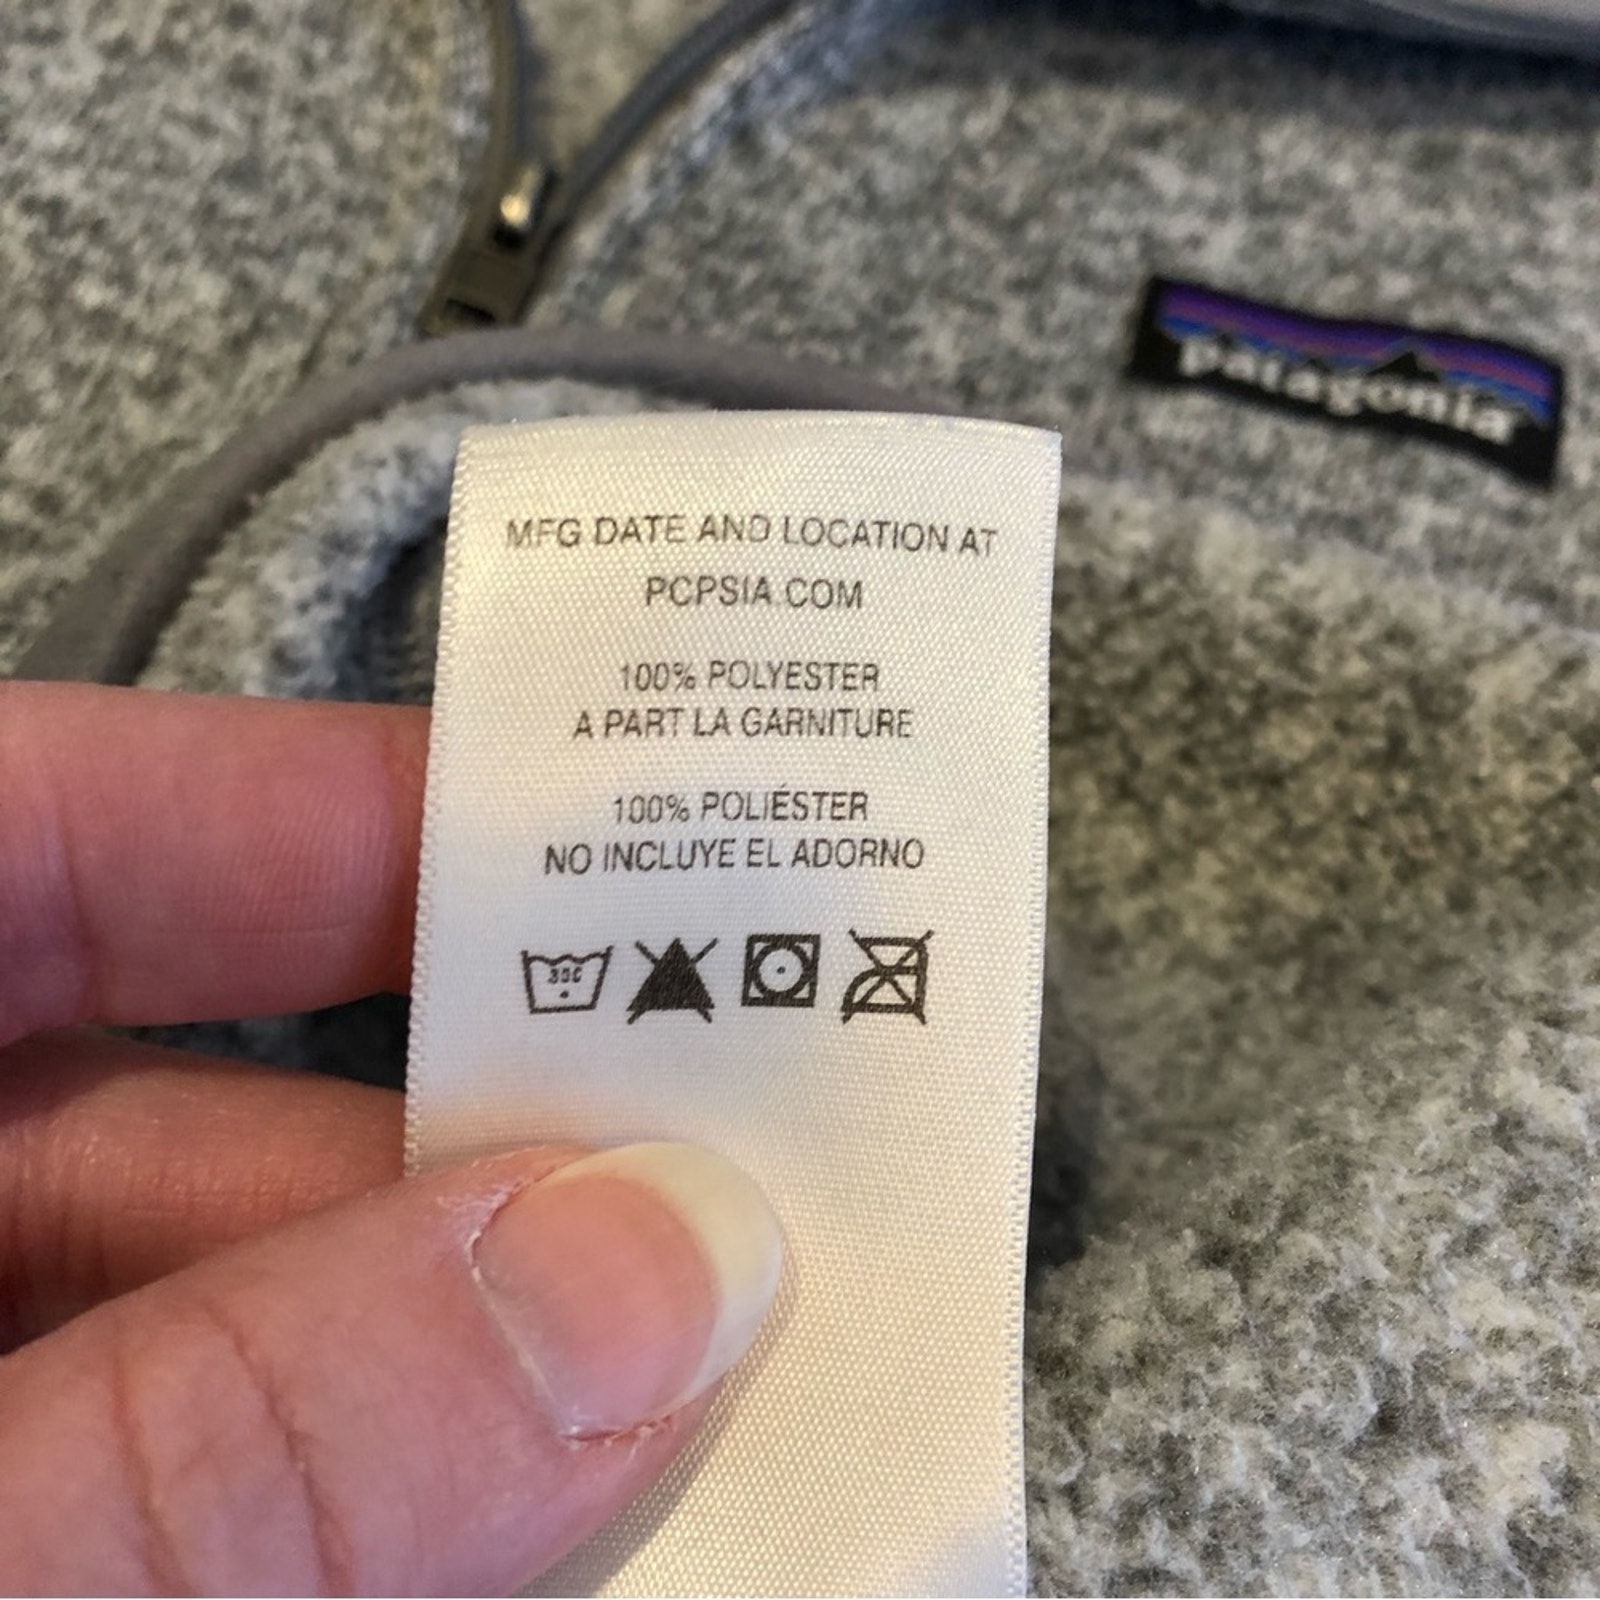 patagonia
MFG DATE AND LOCATION AT
PCPSIA.COM
100% POLYESTER
A PART LA GARNITURE
100% POLIÉSTER
NO INCLUYE EL ADORNO
30C